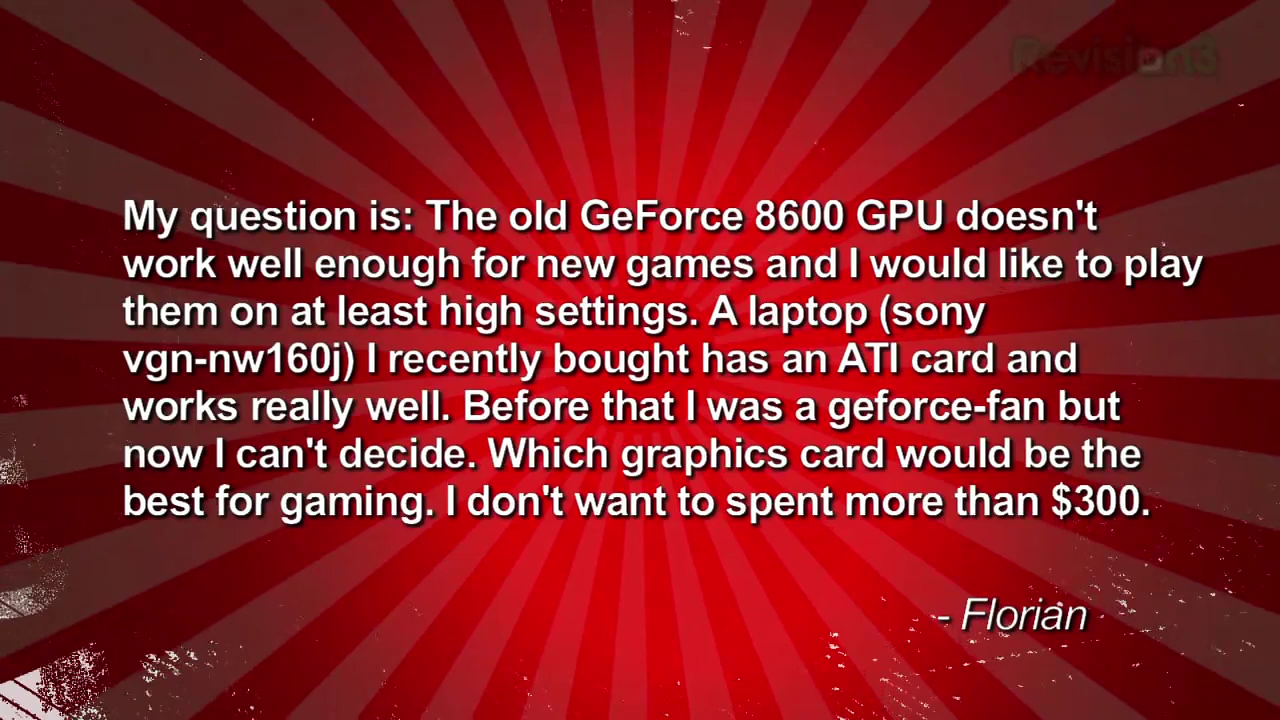 Revision3
My question is: The old GeForce 8600 GPU doesn't
work well enough for new games and I would like to play
them on at least high settings. A laptop (sony
vgn-nw160j) I recently bought has an ATI card and
works really well. Before that I was a geforce-fan but
now I can't decide. Which graphics card would be the
best for gaming. I don't want to spent more than $300.
- Florian